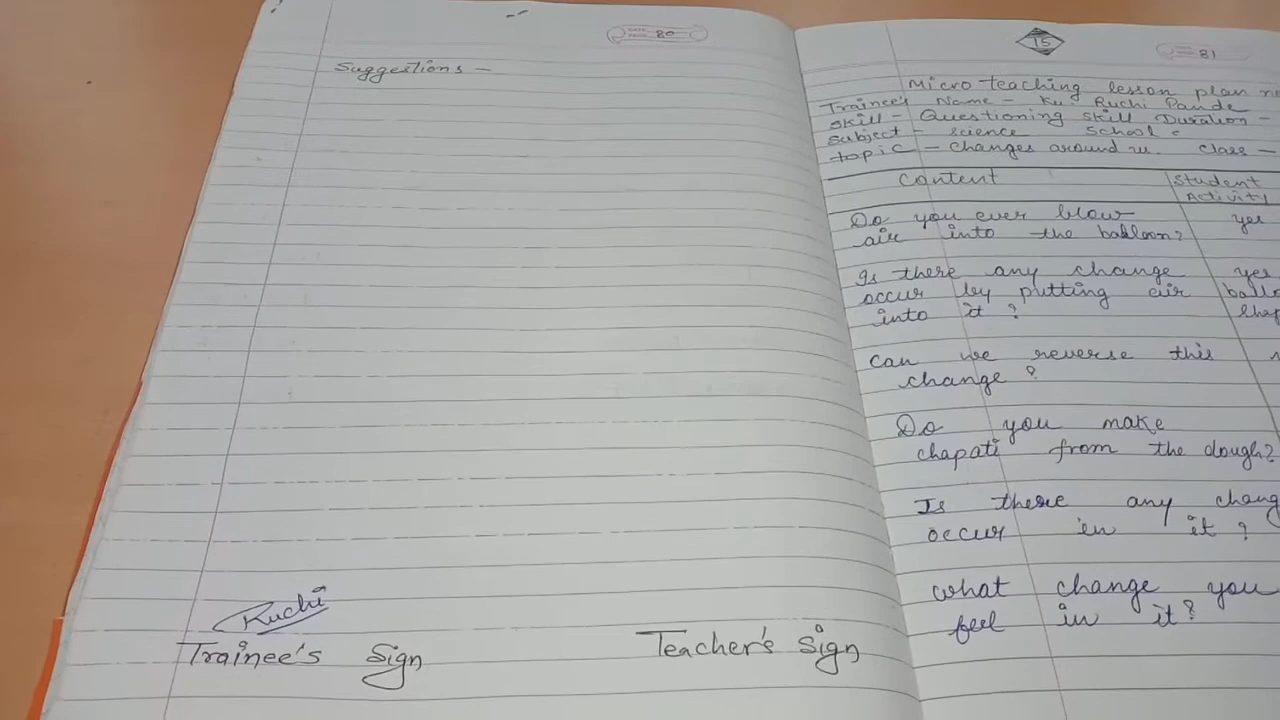 80
Suggestions -
Ruchi
Trainee's Sign
Teacher's Sign
15
81
Micro teaching lesson plan
Trainee's Name - Ku. Ruchi Pande
Skill - Questioning skill Duration -
Subject - science School
topic - Changes around us. Class -
Content
Student
Activity
Do you ever blow
air into the balloon?
yes
Is there any change
occur by putting air
into it ?
yes
Can we reverse this
change ?
Do you make
chapati from the dough?
Is there any chang
occur in it ?
What change you
feel in it?